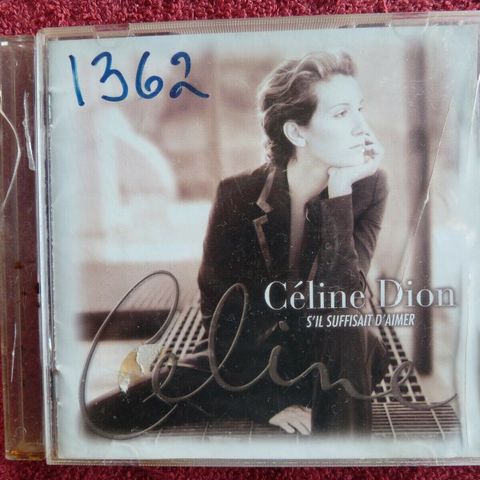 1362
Céline Dion
S'IL SUFFISAIT D'AIMER
Céline